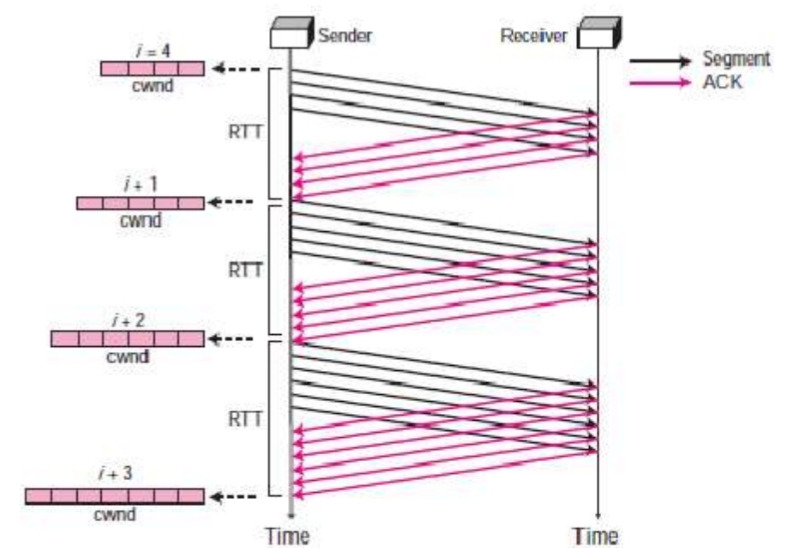 Sender
Receiver
Segment
ACK
i = 4
cwnd
RTT
i + 1
cwnd
RTT
i + 2
cwnd
RTT
i + 3
cwnd
Time
Time